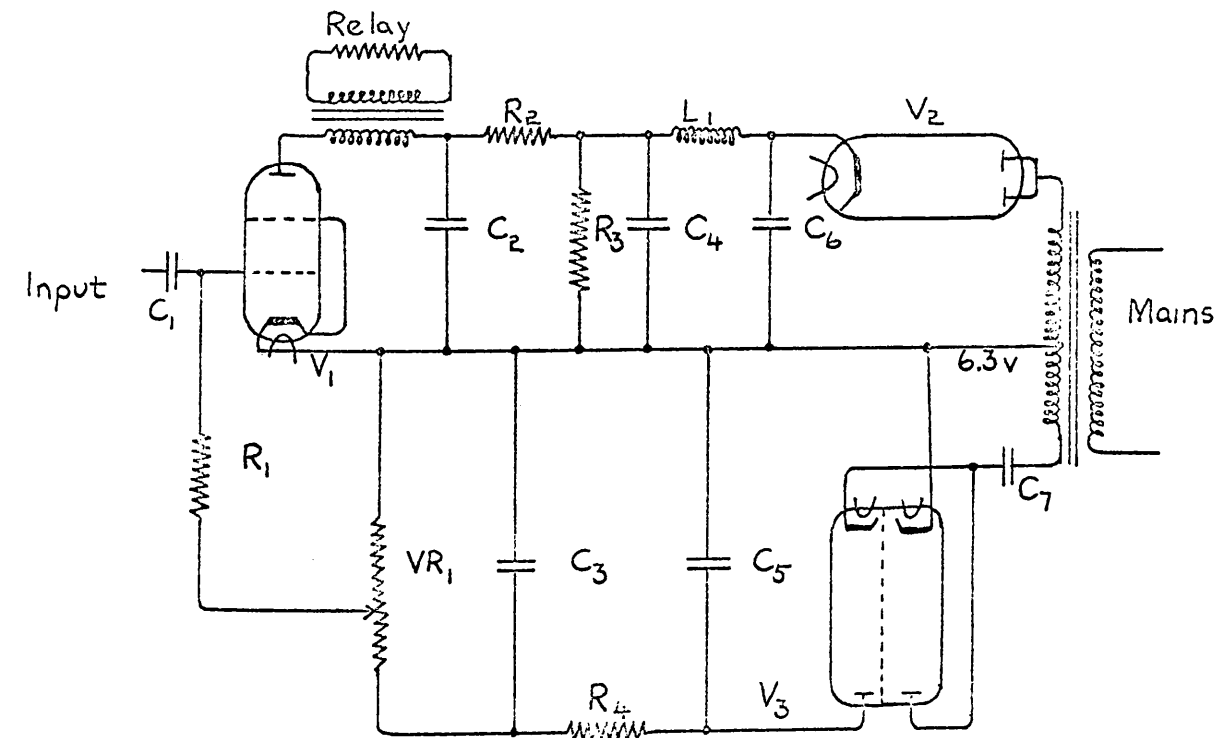 Relay
R2
L1
V2
C2
R3
C4
C6
Input
C1
Mains
V1
6.3v
R1
C7
VR1
C3
C5
R4
V3